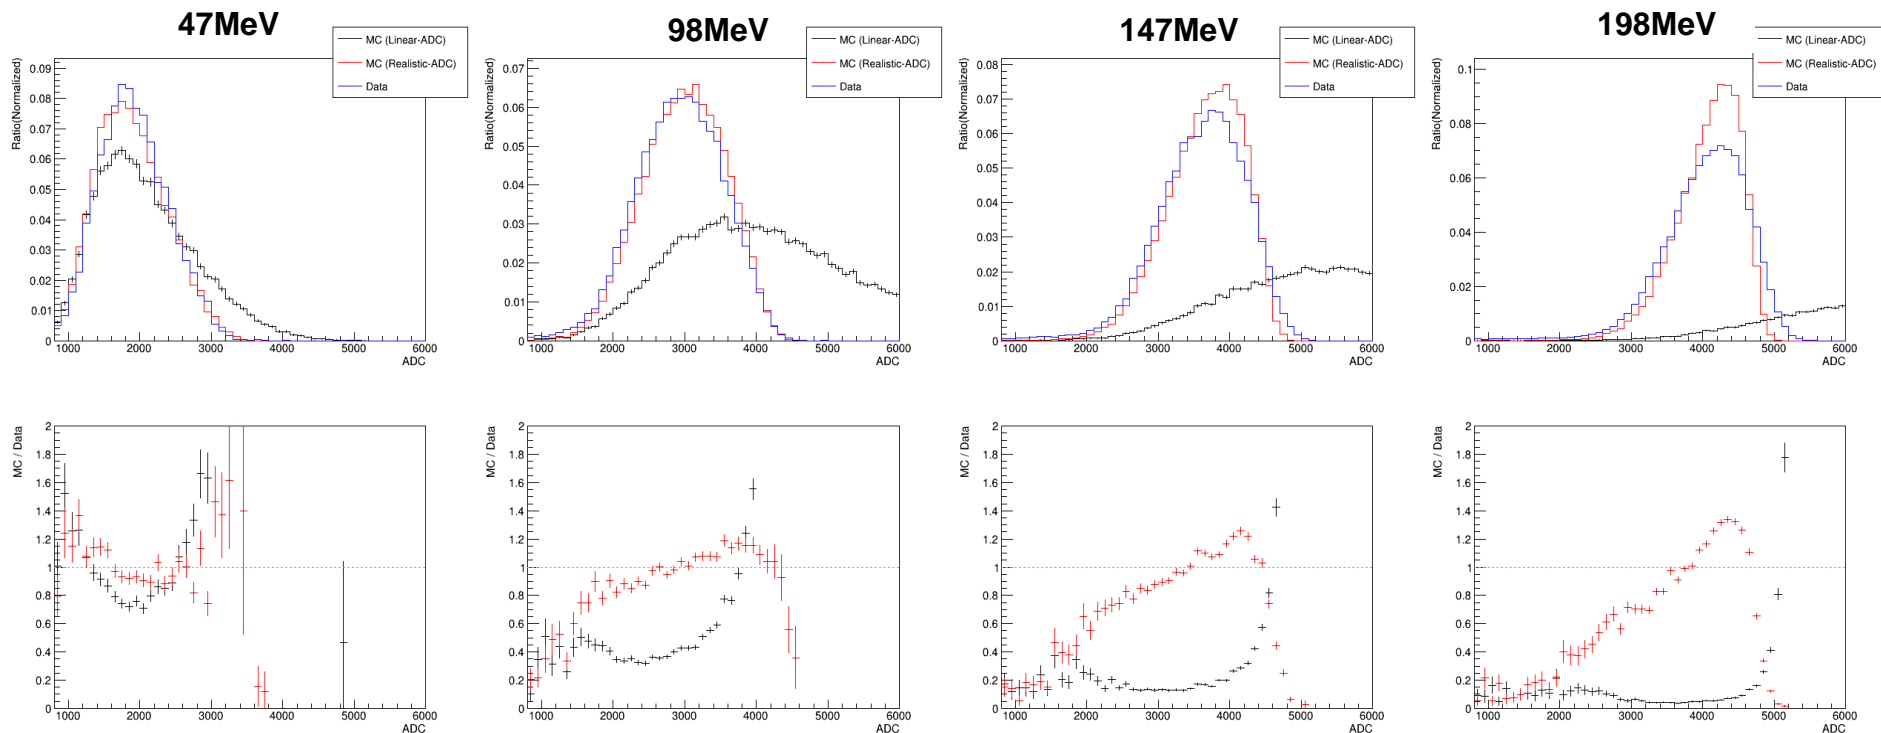 47MeV
MC (Linear-ADC)
MC (Realistic-ADC)
Data
Ratio(Normalized)
0.09
0.08
0.07
0.06
0.05
0.04
0.03
0.02
0.01
0
1000 2000 3000 4000 5000 6000
ADC
98MeV
MC (Linear-ADC)
MC (Realistic-ADC)
Data
Ratio(Normalized)
0.07
0.06
0.05
0.04
0.03
0.02
0.01
0
1000 2000 3000 4000 5000 6000
ADC
147MeV
MC (Linear-ADC)
MC (Realistic-ADC)
Data
Ratio(Normalized)
0.08
0.07
0.06
0.05
0.04
0.03
0.02
0.01
0
1000 2000 3000 4000 5000 6000
ADC
198MeV
MC (Linear-ADC)
MC (Realistic-ADC)
Data
Ratio(Normalized)
0.1
0.08
0.06
0.04
0.02
0
1000 2000 3000 4000 5000 6000
ADC
MC / Data
2
1.8
1.6
1.4
1.2
1
0.8
0.6
0.4
0.2
0
1000 2000 3000 4000 5000 6000
ADC
MC / Data
2
1.8
1.6
1.4
1.2
1
0.8
0.6
0.4
0.2
0
1000 2000 3000 4000 5000 6000
ADC
MC / Data
2
1.8
1.6
1.4
1.2
1
0.8
0.6
0.4
0.2
0
1000 2000 3000 4000 5000 6000
ADC
MC / Data
2
1.8
1.6
1.4
1.2
1
0.8
0.6
0.4
0.2
0
1000 2000 3000 4000 5000 6000
ADC